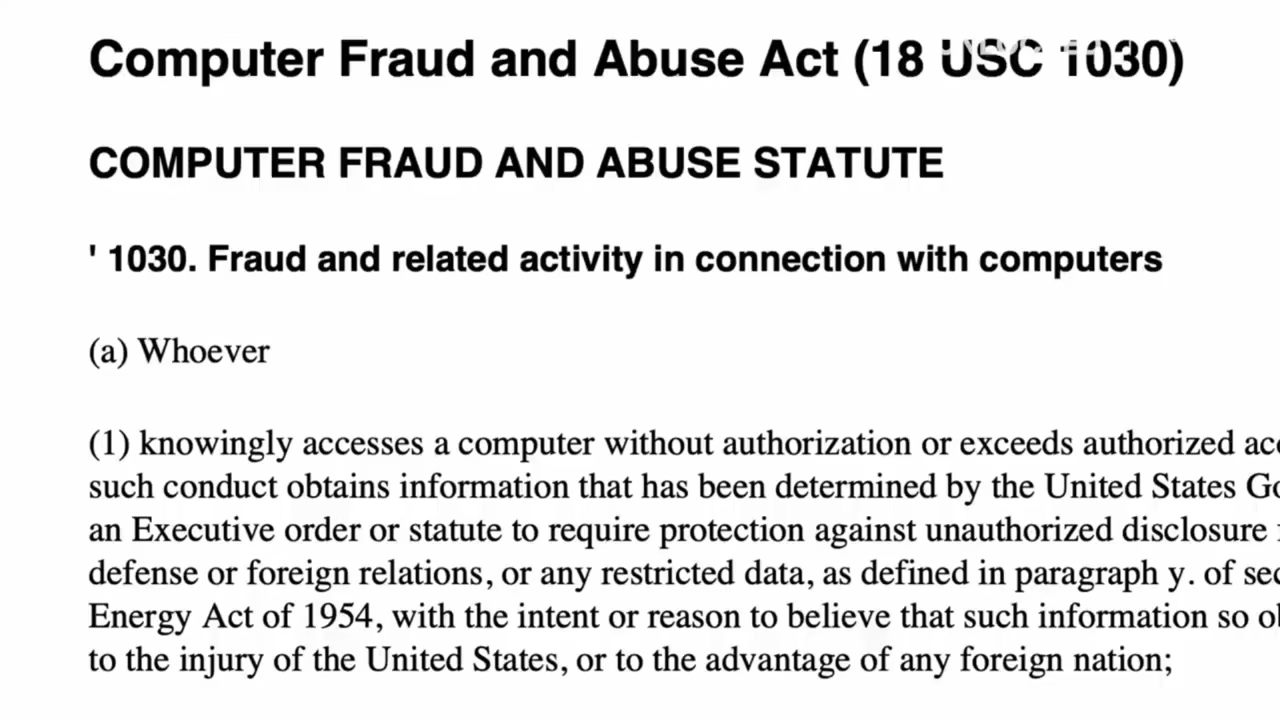 Computer Fraud and Abuse Act (18 USC 1030)
COMPUTER FRAUD AND ABUSE STATUTE
' 1030. Fraud and related activity in connection with computers
(a) Whoever
(1) knowingly accesses a computer without authorization or exceeds authorized
such conduct obtains information that has been determined by the United States
an Executive order or statute to require protection against unauthorized disclosure
defense or foreign relations, or any restricted data, as defined in paragraph y. of
Energy Act of 1954, with the intent or reason to believe that such information so
to the injury of the United States, or to the advantage of any foreign nation;